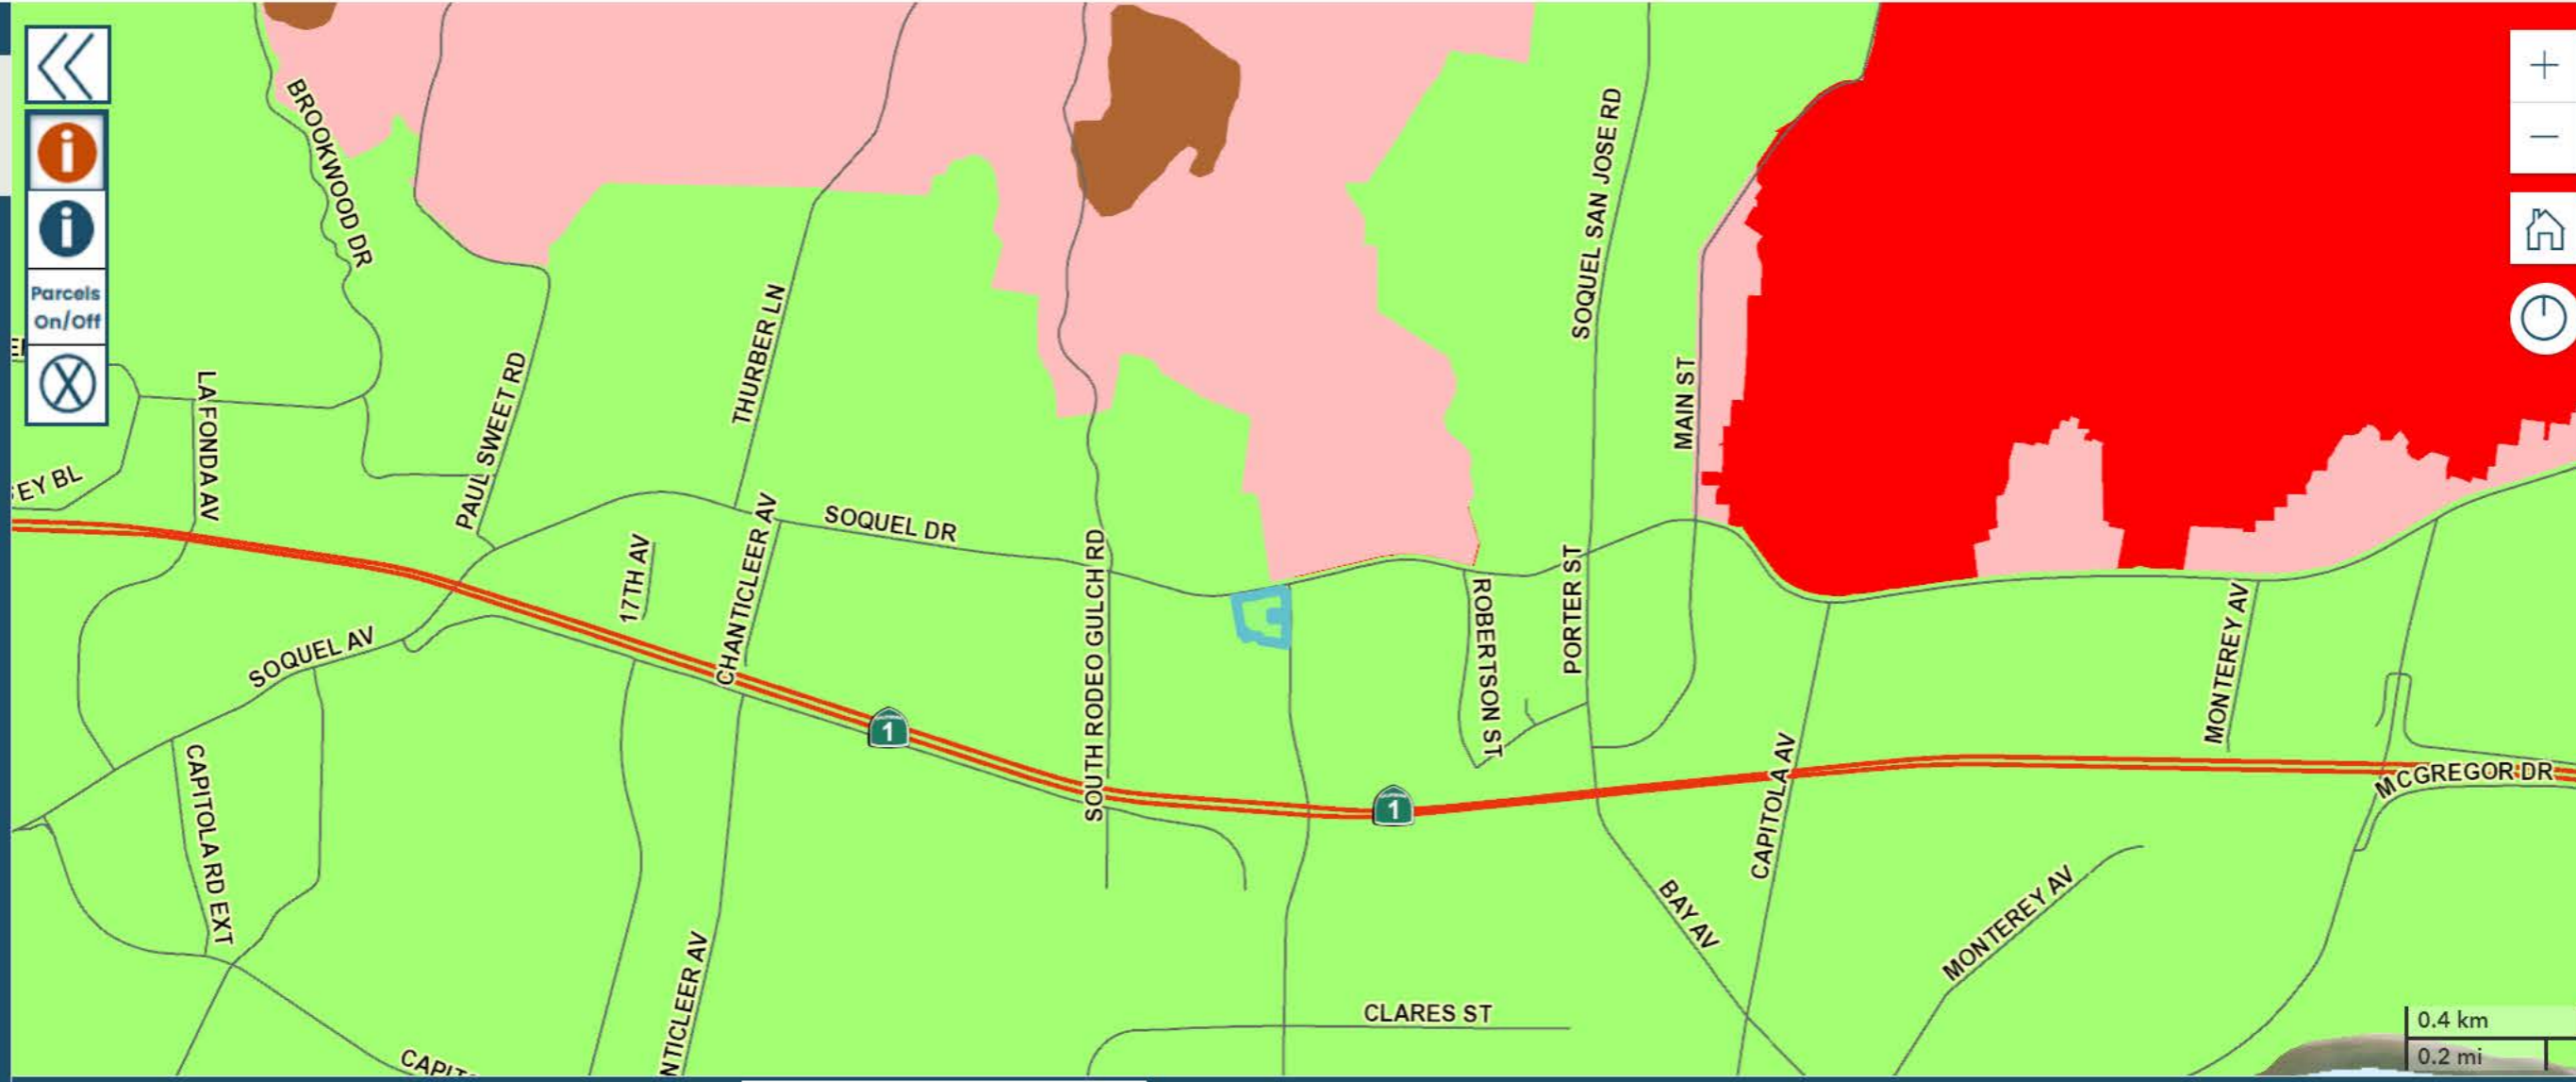 BROOKWOOD DR
SOQUEL SAN JOSE RD
Parcels
On/Off
THURBER LN
LA FONDA AV
PAUL SWEET RD
MAIN ST
EY BL
SOQUEL DR
17TH AV
CHANTICLEER AV
SOUTH RODEO GULCH RD
ROBERTSON ST
PORTER ST
MONTEREY AV
SOQUEL AV
1
1
CAPITOLA RD EXT
CAPITOLA AV
MCGREGOR DR
BAY AV
MONTEREY AV
NTICLEER AV
CLARES ST
CAPIT
0.4 km
0.2 mi